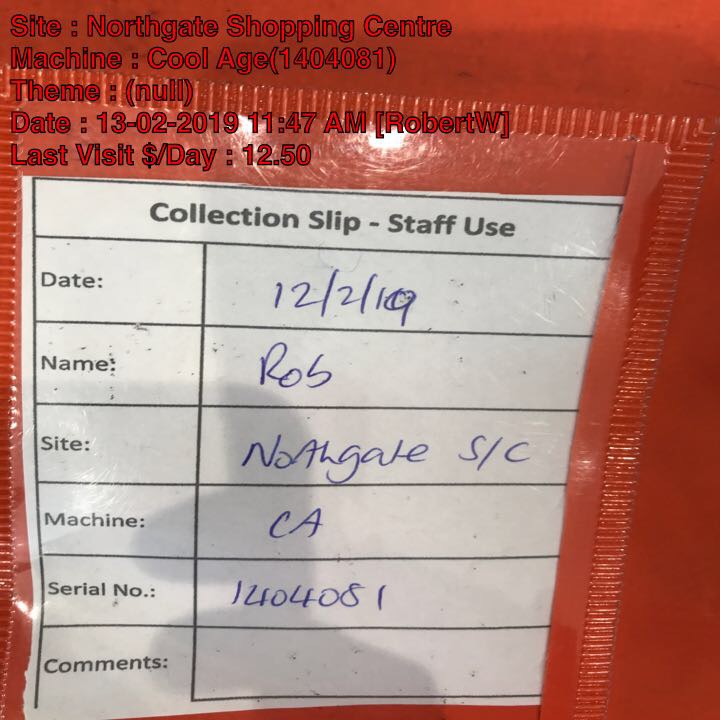 Site : Northgate Shopping Centre
Machine : Cool Age(1404081)
Theme : (null)
Date : 13-02-2019 11:47 AM [RobertW]
Last Visit $/Day : 12.50
Collection Slip - Staff Use
Date: 12/2/19
Name: Rob
Site: Northgate S/C
Machine: CA
Serial No.: 1404081
Comments: